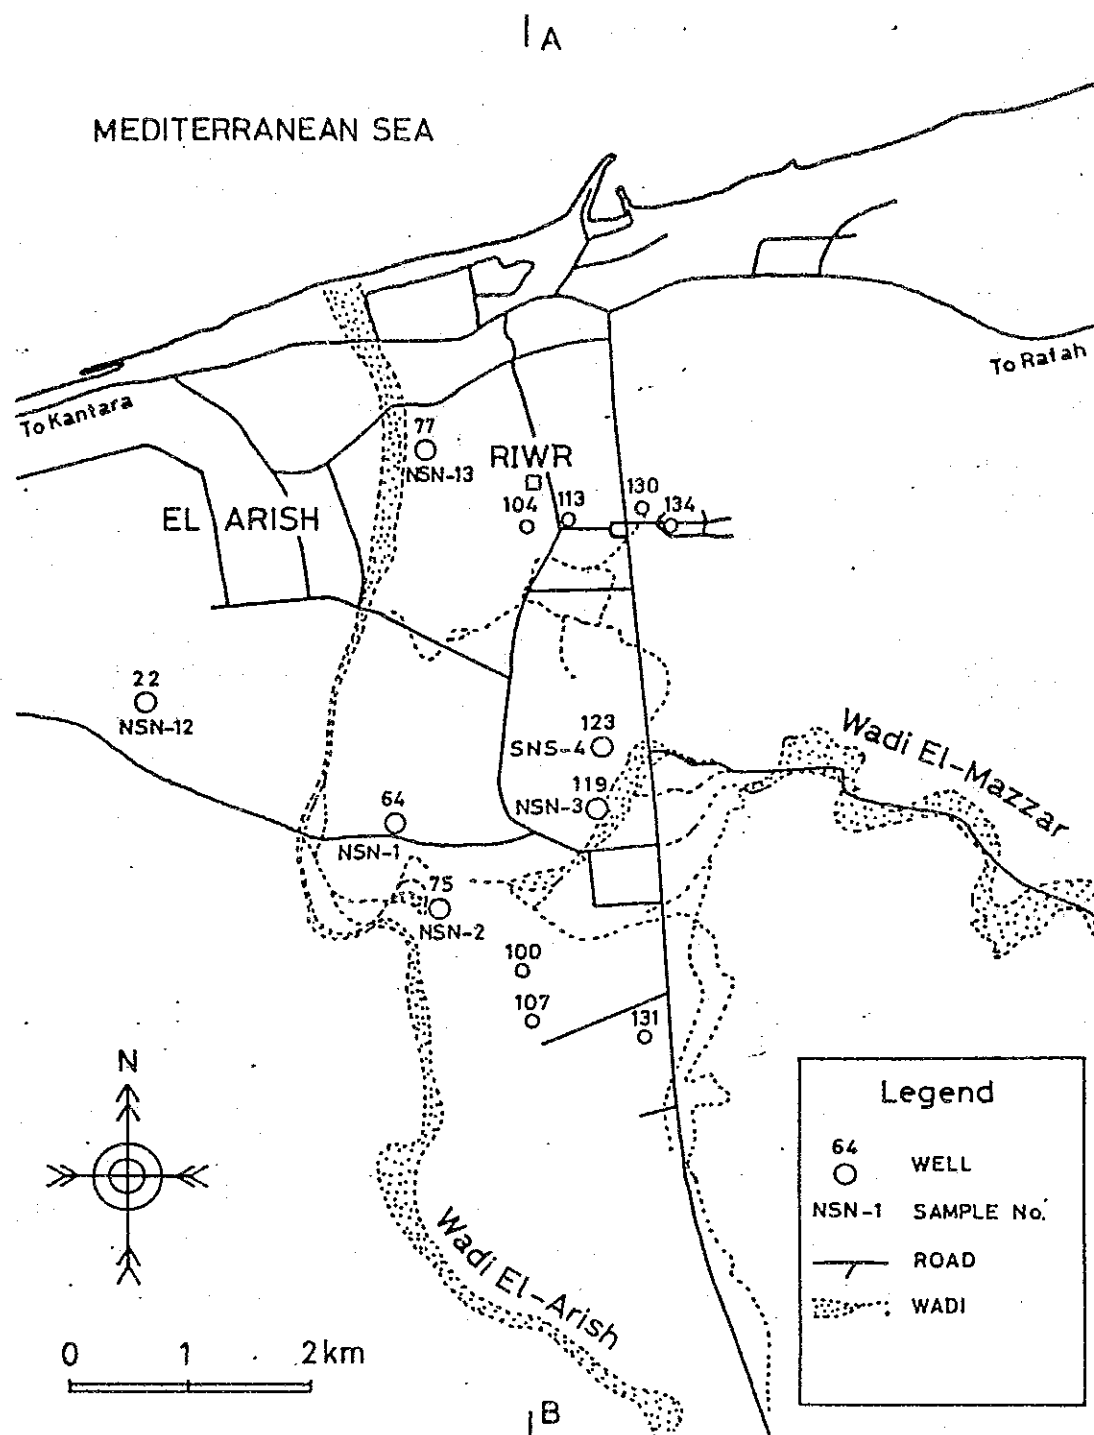 A
MEDITERRANEAN SEA
To Rafah
To Kantara
77
NSN-13
RIWR
104
113
130
134
EL ARISH
22
NSN-12
123
SNS-4
119
NSN-3
Wadi El-Mazzar
64
NSN-1
75
NSN-2
100
107
131
N
Legend
64
WELL
NSN-1 SAMPLE No.
ROAD
WADI
Wadi El-Arish
0 1 2km
B